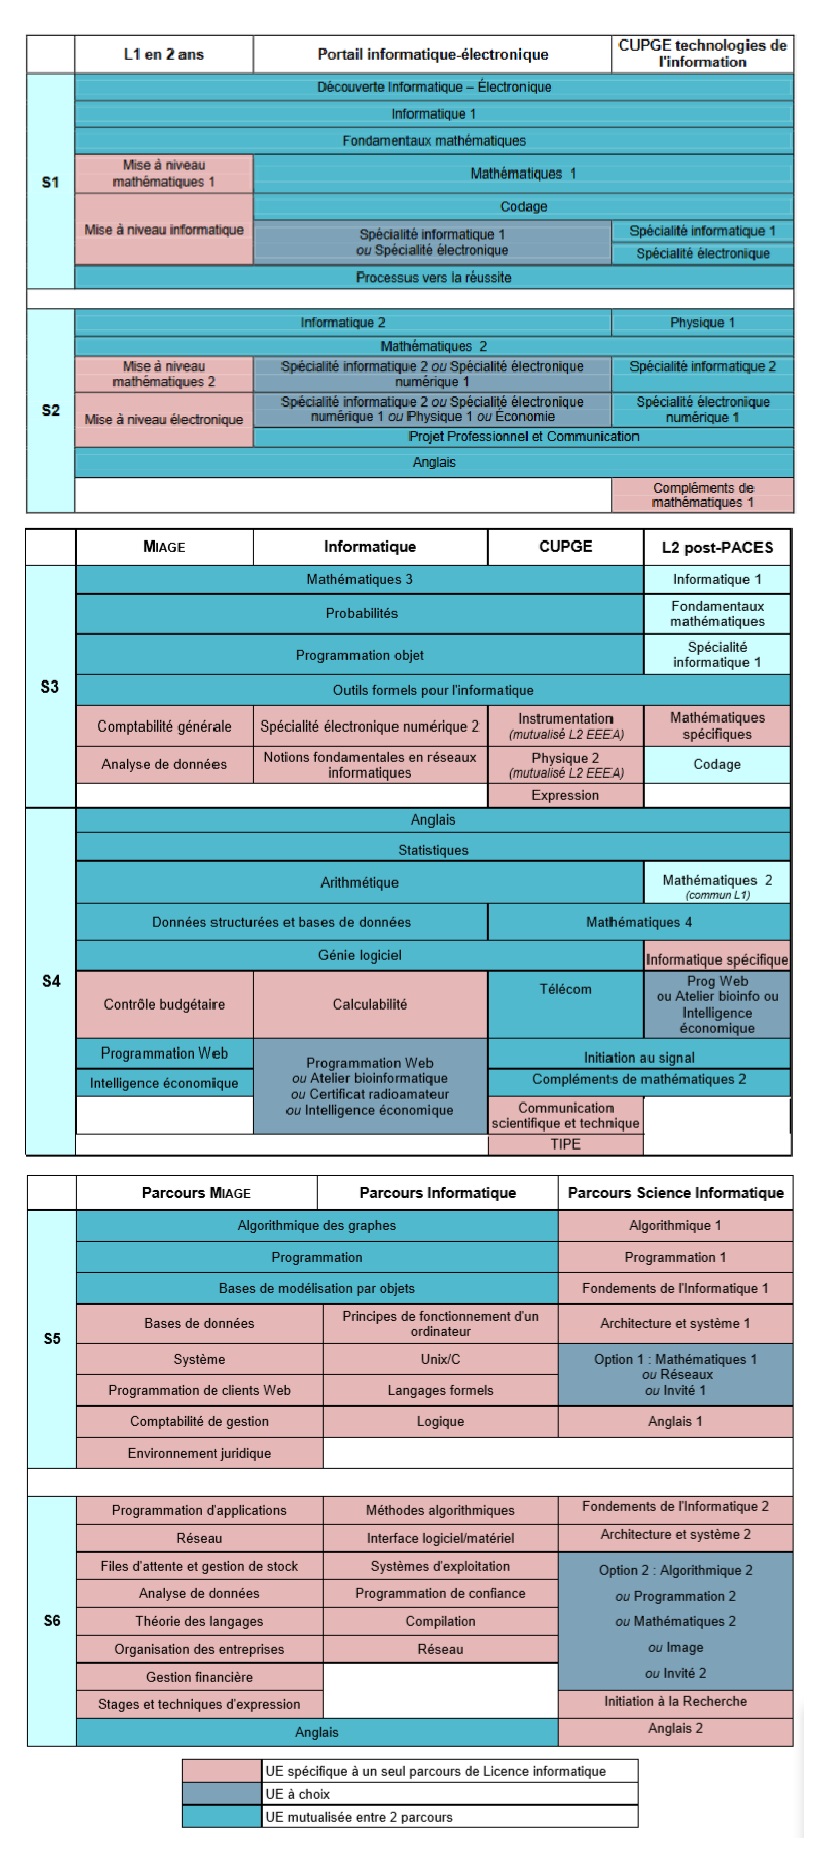 L1 en 2 ans
Portail informatique-électronique
CUPGE technologies de
l'information
S1
Découverte Informatique – Électronique
Informatique 1
Fondamentaux mathématiques
Mise à niveau
mathématiques 1
Mathématiques 1
Mise à niveau informatique
Codage
Spécialité informatique 1
ou Spécialité électronique
Spécialité informatique 1
Spécialité électronique
Processus vers la réussite
S2
Informatique 2
Physique 1
Mathématiques 2
Mise à niveau
mathématiques 2
Spécialité informatique 2 ou Spécialité électronique
numérique 1
Spécialité informatique 2
Mise à niveau électronique
Spécialité informatique 2 ou Spécialité électronique
numérique 1 ou Physique 1 ou Économie
Spécialité électronique
numérique 1
Projet Professionnel et Communication
Anglais
Compléments de
mathématiques 1
MIAGE
Informatique
CUPGE
L2 post-PACES
S3
Mathématiques 3
Informatique 1
Probabilités
Fondamentaux
mathématiques
Programmation objet
Spécialité
informatique 1
Outils formels pour l'informatique
Comptabilité générale
Spécialité électronique numérique 2
Instrumentation
(mutualisé L2 EEEA)
Mathématiques
spécifiques
Analyse de données
Notions fondamentales en réseaux
informatiques
Physique 2
(mutualisé L2 EEEA)
Codage
Expression
S4
Anglais
Statistiques
Arithmétique
Mathématiques 2
(commun L1)
Données structurées et bases de données
Mathématiques 4
Génie logiciel
Informatique spécifique
Contrôle budgétaire
Calculabilité
Télécom
Prog Web
ou Atelier bioinfo ou
Intelligence
économique
Programmation Web
Programmation Web
ou Atelier bioinformatique
ou Certificat radioamateur
ou Intelligence économique
Initiation au signal
Intelligence économique
Compléments de mathématiques 2
Communication
scientifique et technique
TIPE
Parcours MIAGE
Parcours Informatique
Parcours Science Informatique
S5
Algorithmique des graphes
Algorithmique 1
Programmation
Programmation 1
Bases de modélisation par objets
Fondements de l'Informatique 1
Bases de données
Principes de fonctionnement d'un
ordinateur
Architecture et système 1
Système
Unix/C
Option 1 : Mathématiques 1
ou Réseaux
ou Invité 1
Programmation de clients Web
Langages formels
Comptabilité de gestion
Logique
Anglais 1
Environnement juridique
S6
Programmation d'applications
Méthodes algorithmiques
Fondements de l'Informatique 2
Réseau
Interface logiciel/matériel
Architecture et système 2
Files d'attente et gestion de stock
Systèmes d'exploitation
Option 2 : Algorithmique 2
ou Programmation 2
ou Mathématiques 2
ou Image
ou Invité 2
Analyse de données
Programmation de confiance
Théorie des langages
Compilation
Organisation des entreprises
Réseau
Gestion financière
Stages et techniques d'expression
Initiation à la Recherche
Anglais
Anglais 2
UE spécifique à un seul parcours de Licence informatique
UE à choix
UE mutualisée entre 2 parcours